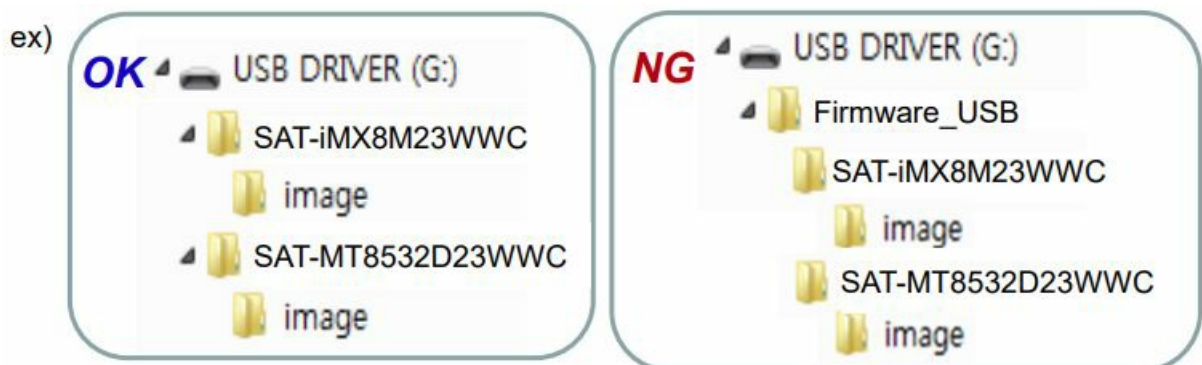 ex)
OK
USB DRIVER (G:)
SAT-iMX8M23WWC
image
SAT-MT8532D23WWC
image
NG
USB DRIVER (G:)
Firmware_USB
SAT-iMX8M23WWC
image
SAT-MT8532D23WWC
image